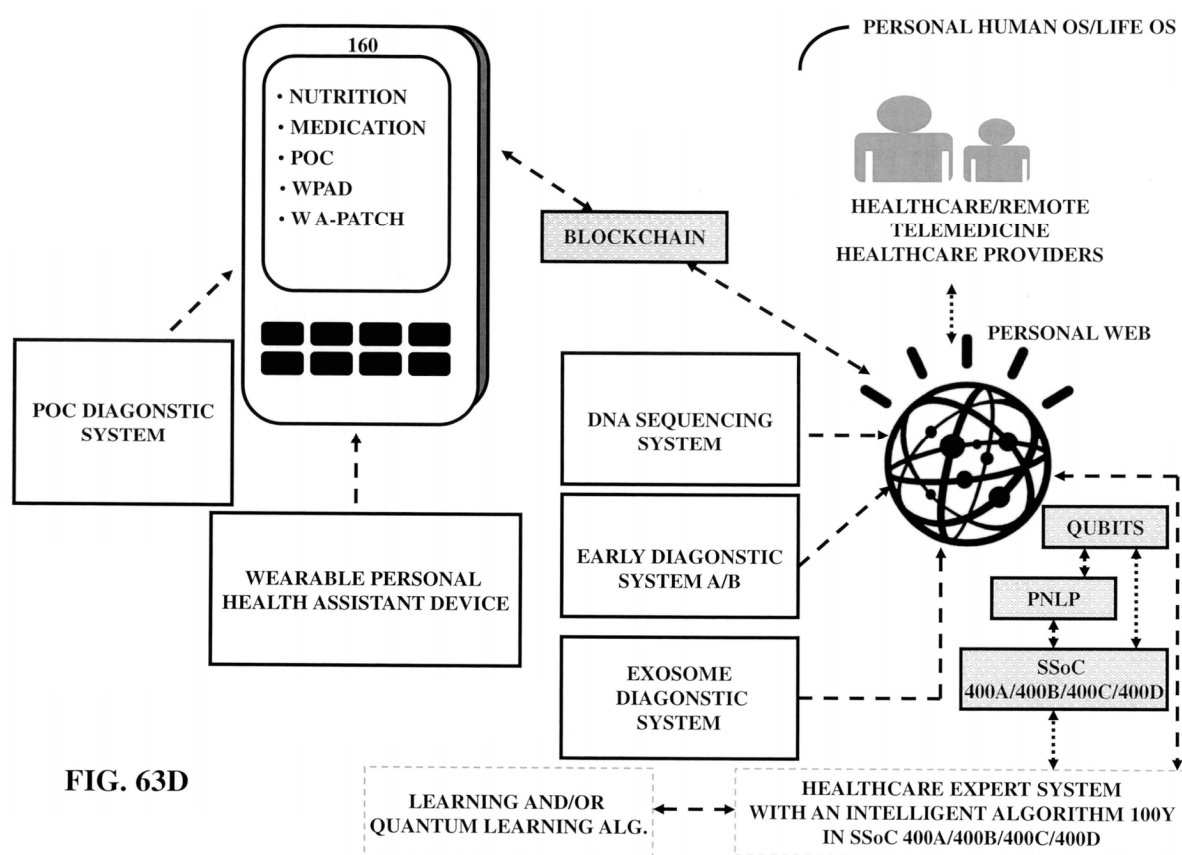 PERSONAL HUMAN OS/LIFE OS
160
• NUTRITION
• MEDICATION
• POC
• WPAD
• WA-PATCH
BLOCKCHAIN
HEALTHCARE/REMOTE
TELEMEDICINE
HEALTHCARE PROVIDERS
PERSONAL WEB
POC DIAGONSTIC
SYSTEM
DNA SEQUENCING
SYSTEM
WEARABLE PERSONAL
HEALTH ASSISTANT DEVICE
EARLY DIAGONSTIC
SYSTEM A/B
QUBITS
PNLP
EXOSOME
DIAGONSTIC
SYSTEM
SSoC
400A/400B/400C/400D
FIG. 63D
LEARNING AND/OR
QUANTUM LEARNING ALG.
HEALTHCARE EXPERT SYSTEM
WITH AN INTELLIGENT ALGORITHM 100Y
IN SSoC 400A/400B/400C/400D